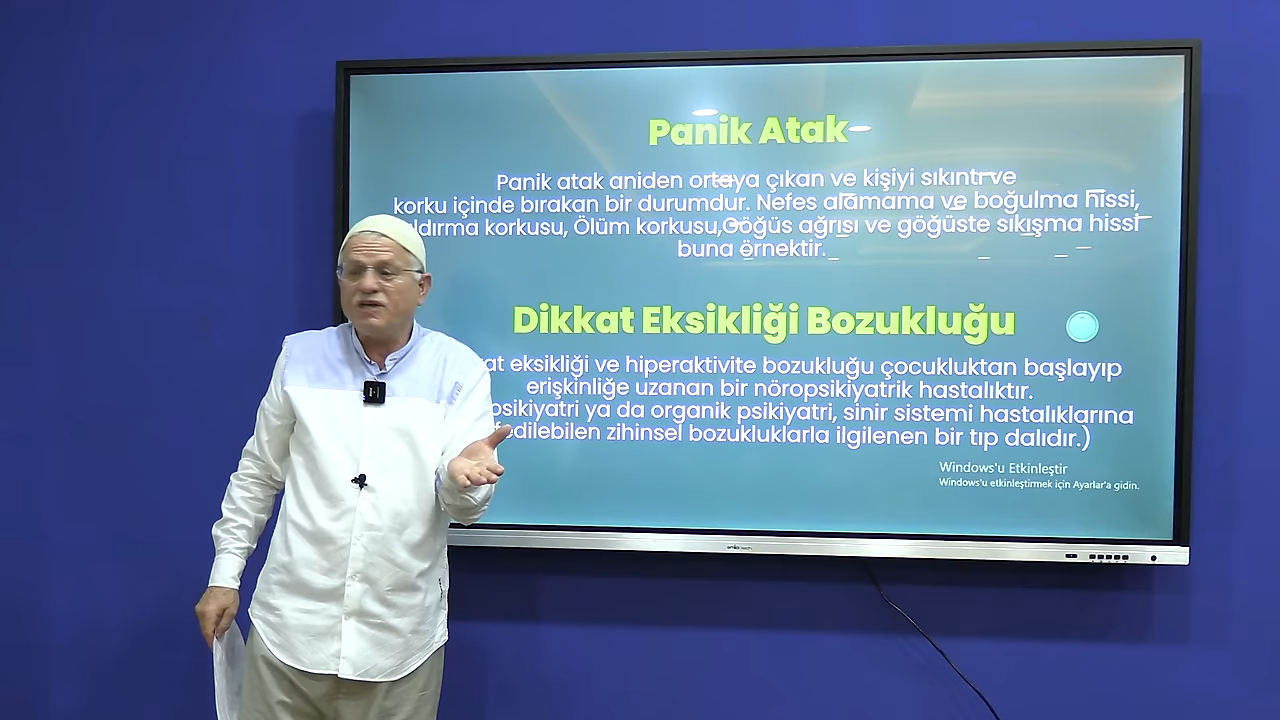 Panik Atak
Panik atak aniden ortaya çıkan ve kişiyi sıkıntı ve
korku içinde bırakan bir durumdur. Nefes alamama ve boğulma hissi,
korkusu, Ölüm korkusu,Göğüs ağrısı ve göğüste sıkışma hissi
buna örnektir.
Dikkat Eksikliği Bozukluğu
eksikliği ve hiperaktivite bozukluğu çocukluktan başlayıp
erişkinliğe uzanan bir nöropsikiyatrik hastalıktır.
ya da organik psikiyatri, sinir sistemi hastalıklarına
zihinsel bozukluklarla ilgilenen bir tıp dalıdır.)
Windows'u Etkinleştir
Windows'u etkinleştirmek için Ayarlar'a gidin.